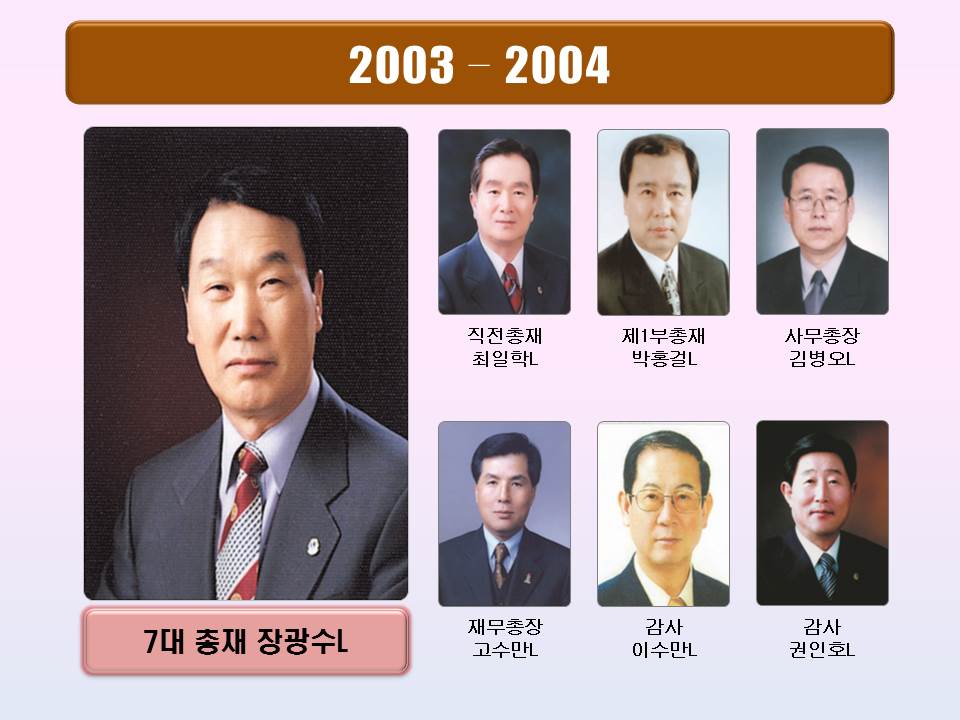 2003 – 2004
직전총재
최일학L
제1부총재
박홍걸L
사무총장
김병오L
재무총장
고수만L
감사
이수만L
감사
권인호L
7대 총재 장광수L